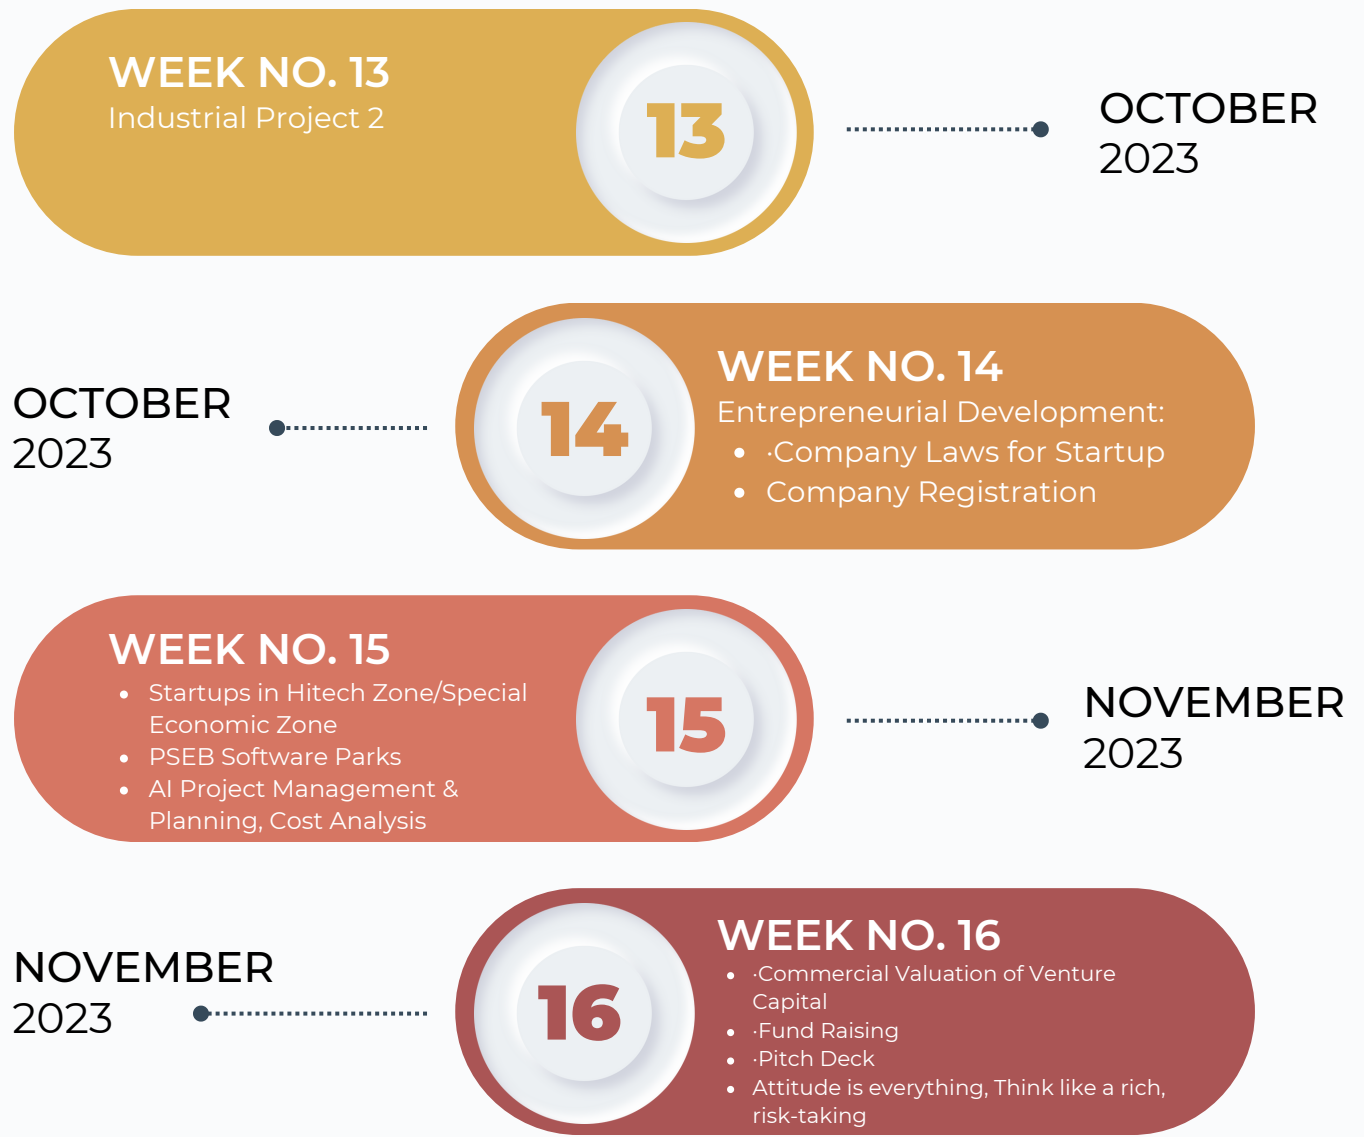 WEEK NO. 13
Industrial Project 2
13
OCTOBER
2023
OCTOBER
2023
14
WEEK NO. 14
Entrepreneurial Development:
• ·Company Laws for Startup
• Company Registration
WEEK NO. 15
• Startups in Hitech Zone/Special
Economic Zone
• PSEB Software Parks
• AI Project Management &
Planning, Cost Analysis
15
NOVEMBER
2023
NOVEMBER
2023
16
WEEK NO. 16
• ·Commercial Valuation of Venture
Capital
• ·Fund Raising
• ·Pitch Deck
• Attitude is everything, Think like a rich,
risk-taking